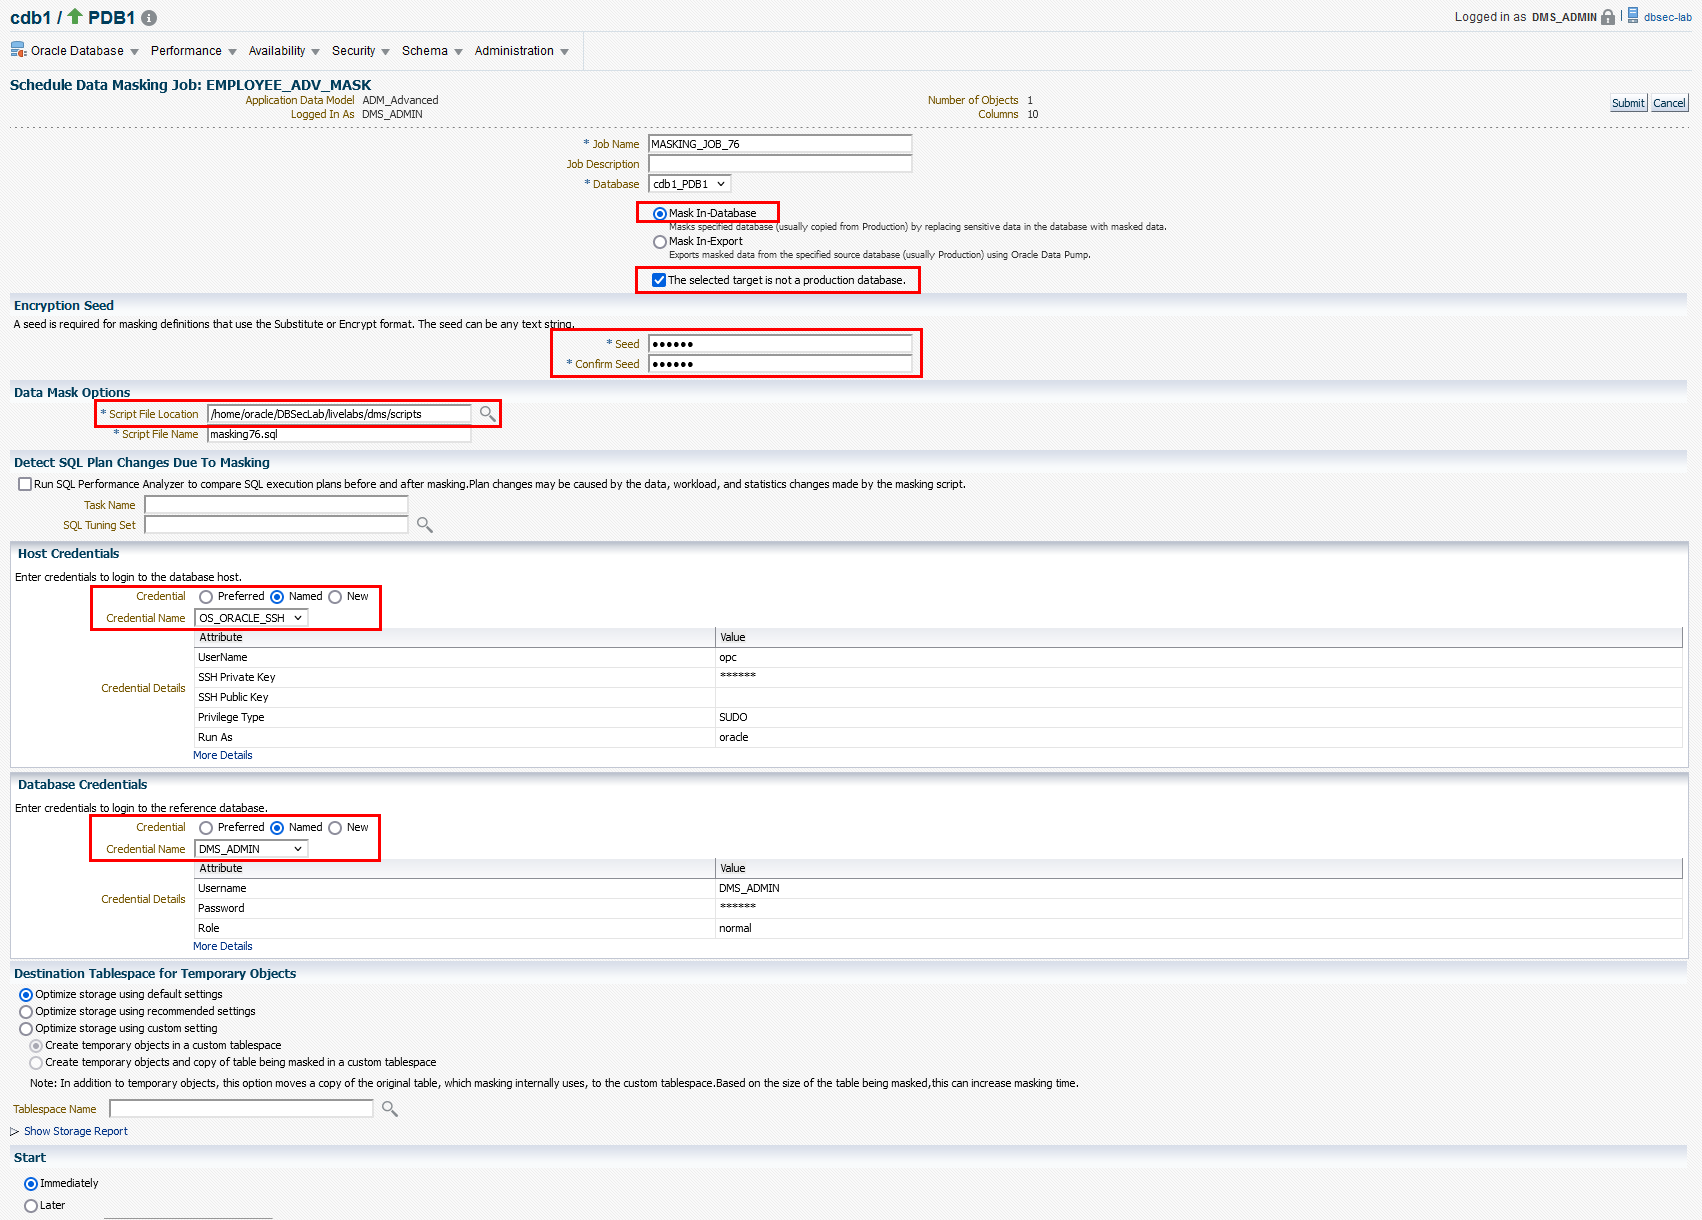 cdb1 / PDB1
Logged in as DMS_ADMIN | dbsec-lab
Oracle Database Performance Availability Security Schema Administration
Schedule Data Masking Job: EMPLOYEE_ADV_MASK
Application Data Model ADM_Advanced Number of Objects 1
Submit Cancel
Logged In As DMS_ADMIN Columns 10
* Job Name MASKING_JOB_76
Job Description
* Database cdb1_PDB1
Mask In-Database
Masks specified database (usually copied from Production) by replacing sensitive data in the database with masked data.
Mask In-Export
Exports masked data from the specified source database (usually Production) using Oracle Data Pump.
The selected target is not a production database.
Encryption Seed
A seed is required for masking definitions that use the Substitute or Encrypt format. The seed can be any text string.
* Seed ••••••
* Confirm Seed ••••••
Data Mask Options
* Script File Location /home/oracle/DBSecLab/livelabs/dms/scripts
* Script File Name masking76.sql
Detect SQL Plan Changes Due To Masking
Run SQL Performance Analyzer to compare SQL execution plans before and after masking.Plan changes may be caused by the data, workload, and statistics changes made by the masking script.
Task Name
SQL Tuning Set
Host Credentials
Enter credentials to login to the database host.
Credential Preferred Named New
Credential Name OS_ORACLE_SSH
Attribute Value
UserName opc
SSH Private Key ******
Credential Details
SSH Public Key
Privilege Type SUDO
Run As oracle
More Details
Database Credentials
Enter credentials to login to the reference database.
Credential Preferred Named New
Credential Name DMS_ADMIN
Attribute Value
Username DMS_ADMIN
Credential Details
Password ******
Role normal
More Details
Destination Tablespace for Temporary Objects
Optimize storage using default settings
Optimize storage using recommended settings
Optimize storage using custom setting
Create temporary objects in a custom tablespace
Create temporary objects and copy of table being masked in a custom tablespace
Note: In addition to temporary objects, this option moves a copy of the original table, which masking internally uses, to the custom tablespace.Based on the size of the table being masked,this can increase masking time.
Tablespace Name
Show Storage Report
Start
Immediately
Later